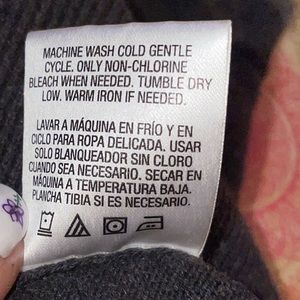 MACHINE WASH COLD GENTLE
CYCLE. ONLY NON-CHLORINE
BLEACH WHEN NEEDED. TUMBLE DRY
LOW. WARM IRON IF NEEDED.
LAVAR A MÁQUINA EN FRÍO Y EN
CICLO PARA ROPA DELICADA. USAR
SOLO BLANQUEADOR SIN CLORO
CUANDO SEA NECESARIO. SECAR EN
MÁQUINA A TEMPERATURA BAJA.
PLANCHA TIBIA SI ES NECESARIO.